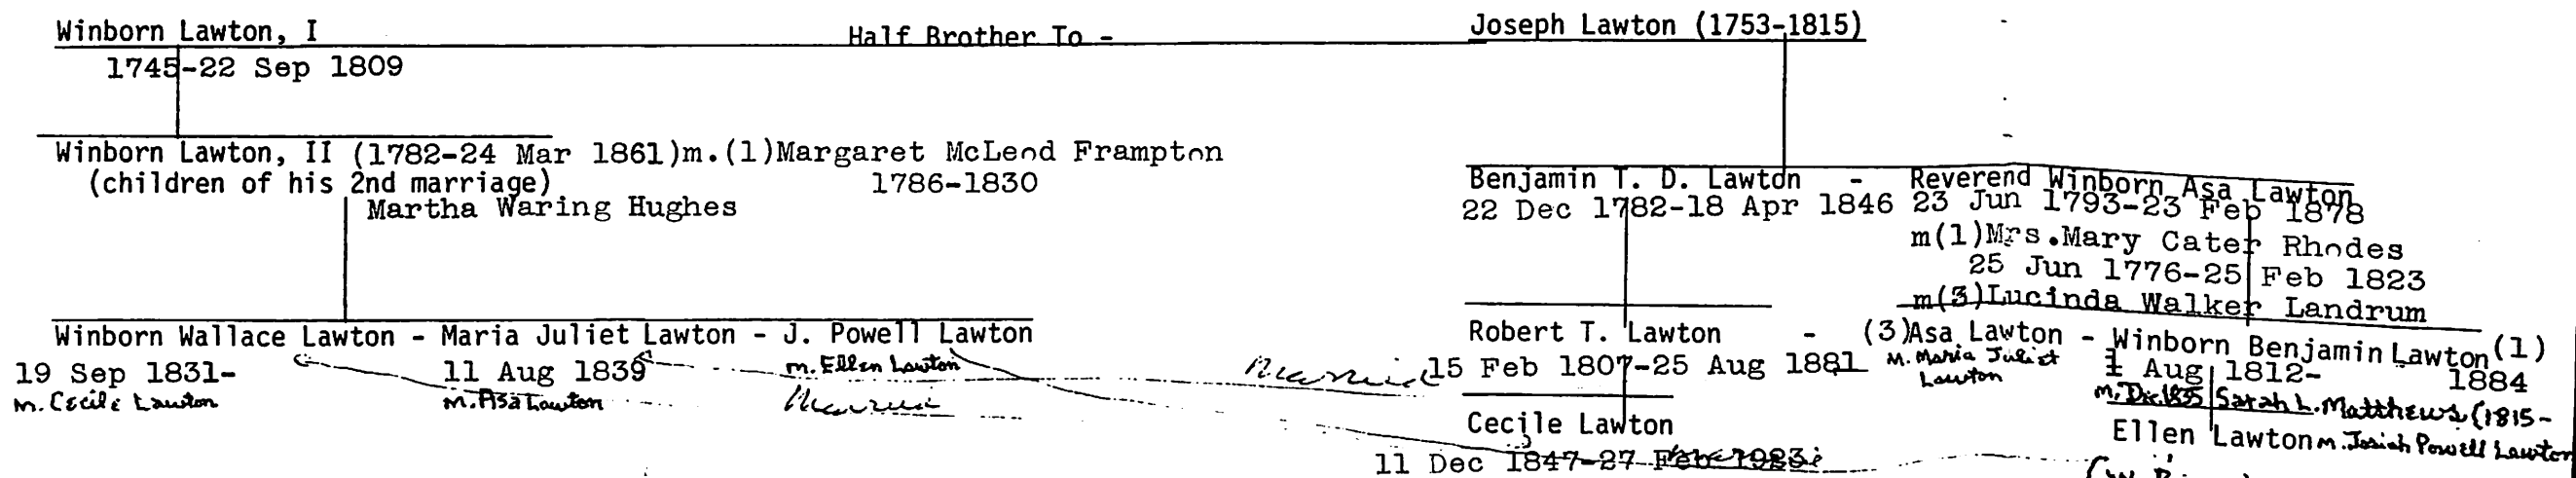 Winborn Lawton, I Half Brother To - Joseph Lawton (1753-1815)
1745-22 Sep 1809
Winborn Lawton, II (1782-24 Mar 1861)m.(1)Margaret McLeod Frampton
(children of his 2nd marriage) 1786-1830
Martha Waring Hughes
Benjamin T. D. Lawton - Reverend Winborn Asa Lawton
22 Dec 1782-18 Apr 1846 23 Jun 1793-23 Feb 1878
m(1)Mrs.Mary Cater Rhodes
25 Jun 1776-25 Feb 1823
m(3)Lucinda Walker Landrum
Winborn Wallace Lawton - Maria Juliet Lawton - J. Powell Lawton
19 Sep 1831- 11 Aug 1839 m. Ellen Lawton
m. Cecile Lawton m. Asa Lawton Married
Robert T. Lawton - (3)Asa Lawton - Winborn Benjamin Lawton (1)
Married 15 Feb 1807-25 Aug 1881 m. Maria Juliet Lawton 1 Aug 1812- 1884
m. Dec 1835 Sarah L. Matthews (1815-
Cecile Lawton Ellen Lawton m. Josiah Powell Lawton
11 Dec 1847-27 Feb 1923
(W.